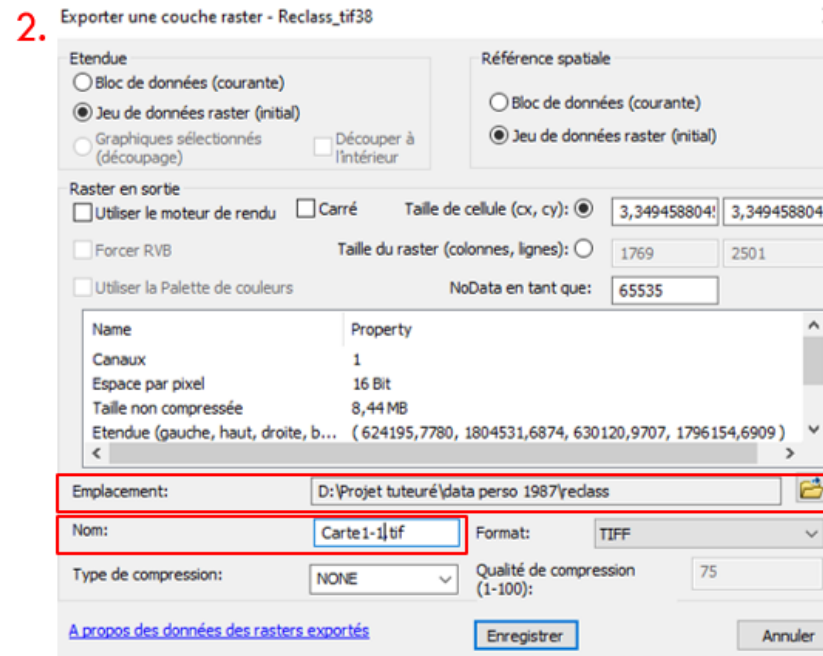 2.
Exporter une couche raster - Reclass_tif38
Etendue
Bloc de données (courante)
Jeu de données raster (initial)
Graphiques sélectionnés (découpage)
Découper à l'intérieur
Référence spatiale
Bloc de données (courante)
Jeu de données raster (initial)
Raster en sortie
Utiliser le moteur de rendu
Carré
Taille de cellule (cx, cy):
3,349458804
3,349458804
Forcer RVB
Taille du raster (colonnes, lignes):
1769
2501
Utiliser la Palette de couleurs
NoData en tant que:
65535
Name Property
Canaux 1
Espace par pixel 16 Bit
Taille non compressée 8,44 MB
Etendue (gauche, haut, droite, b... ( 624195,7780, 1804531,6874, 630120,9707, 1796154,6909 )
Emplacement: D:\Projet tuteuré\data perso 1987\reclass
Nom: Carte1-1.tif Format: TIFF
Type de compression: NONE Qualité de compression (1-100): 75
A propos des données des rasters exportés
Enregistrer
Annuler